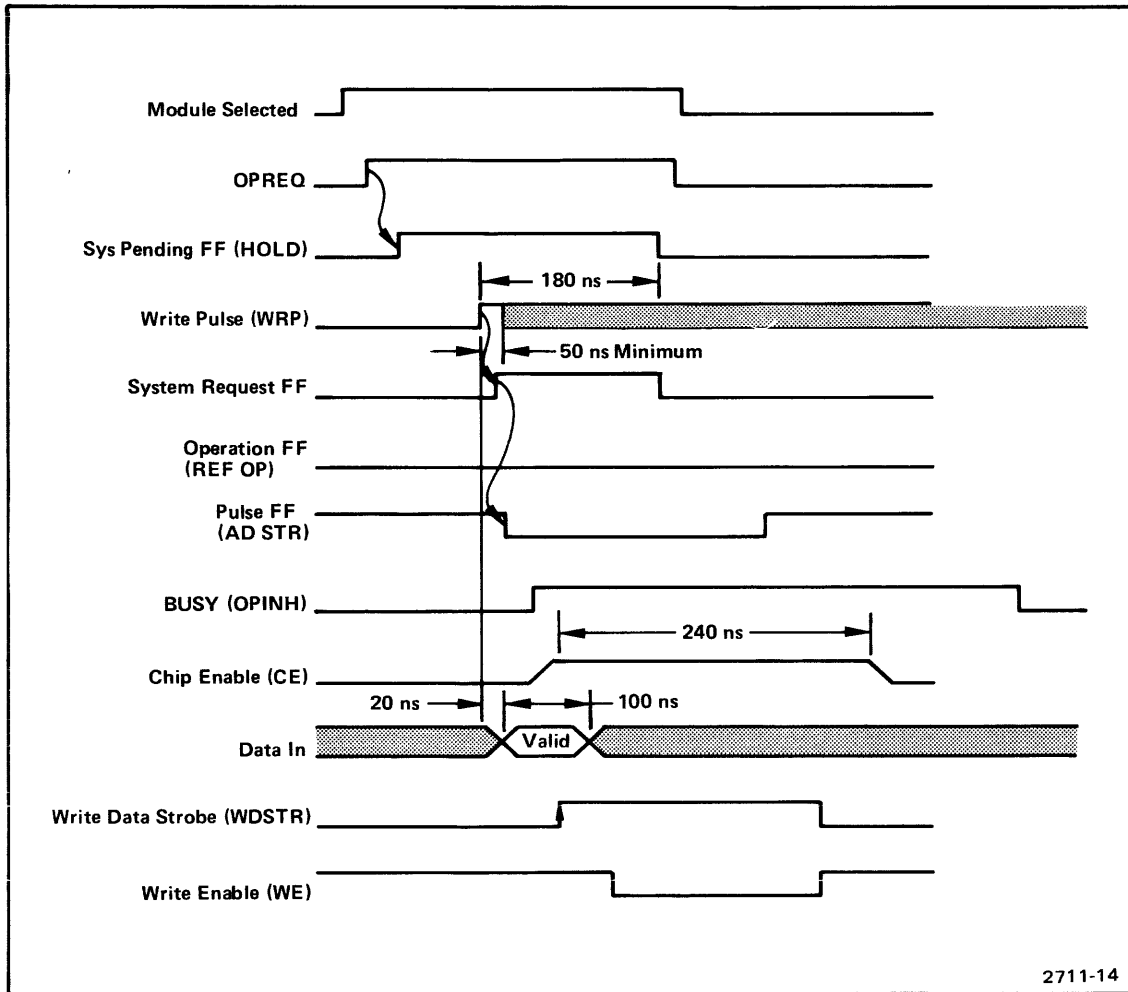 Module Selected
OPREQ
Sys Pending FF (HOLD)
180 ns
Write Pulse (WRP)
50 ns Minimum
System Request FF
Operation FF
(REF OP)
Pulse FF
(AD STR)
BUSY (OPINH)
240 ns
Chip Enable (CE)
20 ns
100 ns
Valid
Data In
Write Data Strobe (WDSTR)
Write Enable (WE)
2711-14